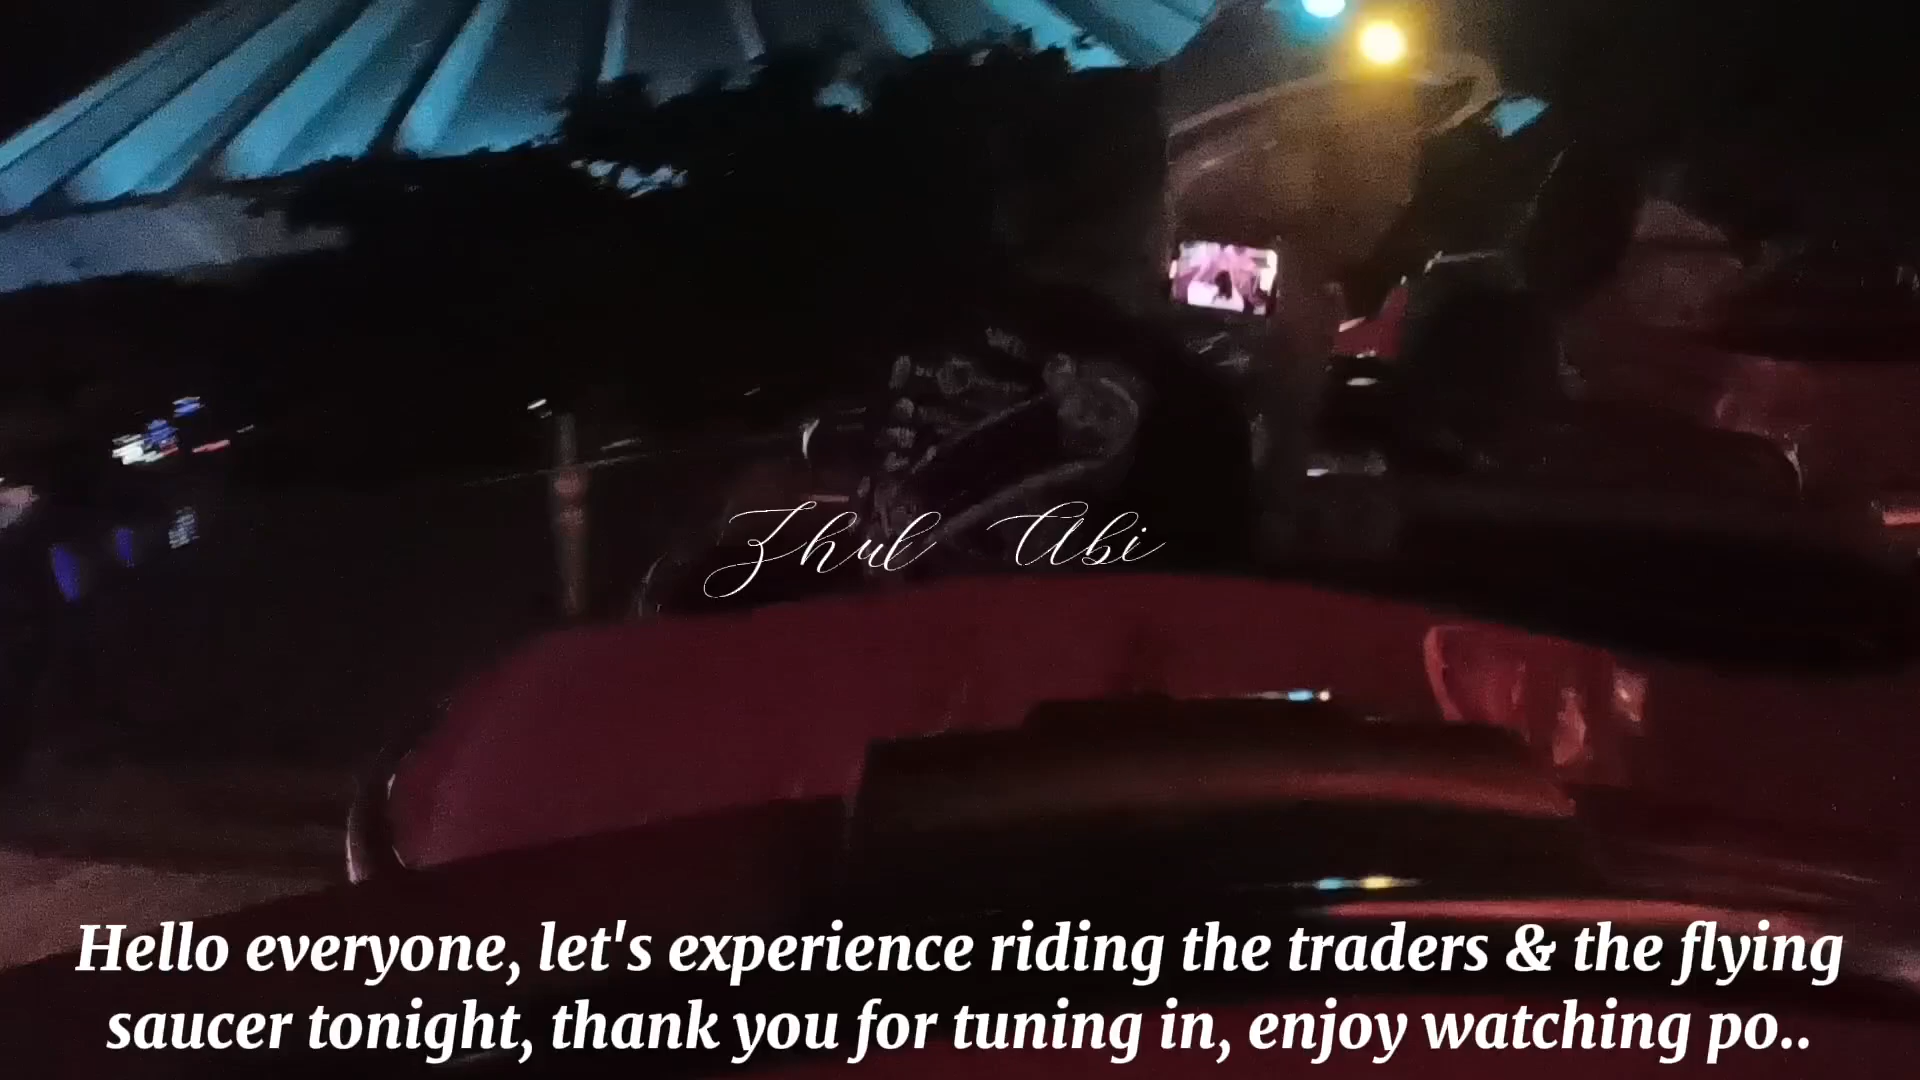 Zhul Abi
Hello everyone, let's experience riding the traders & the flying
saucer tonight, thank you for tuning in, enjoy watching po..